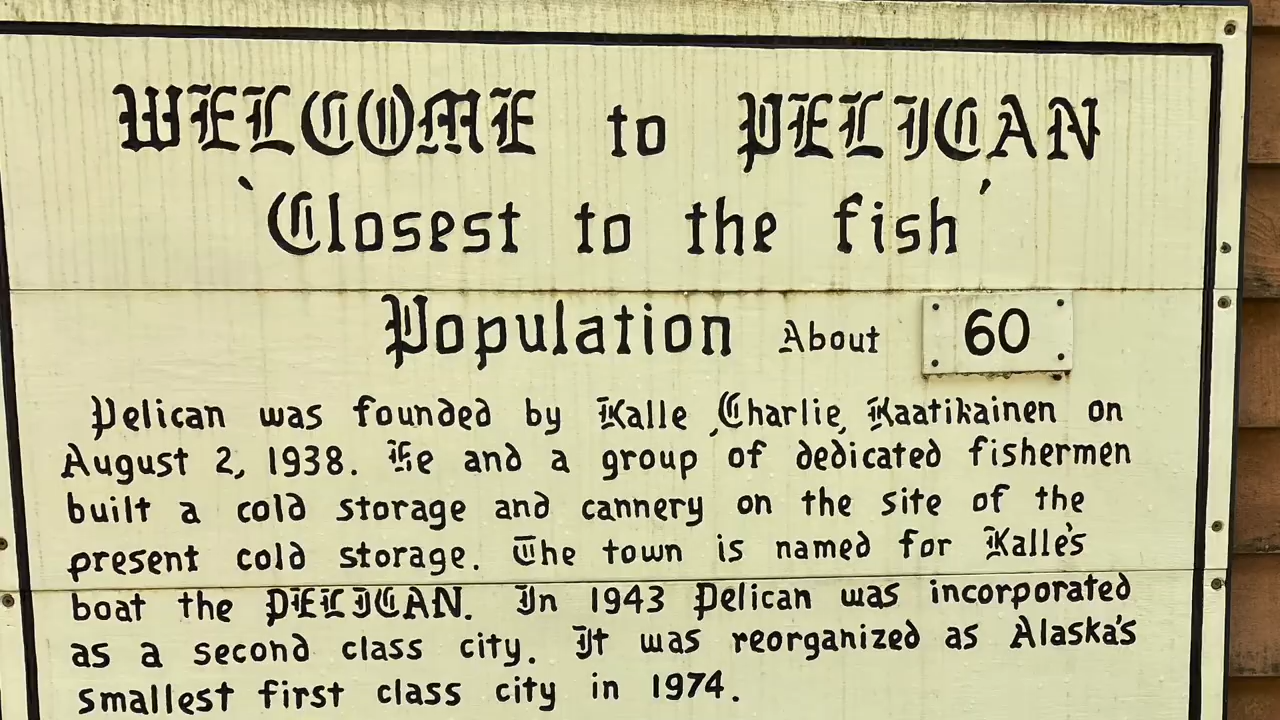 WELCOME to PELICAN
‘Closest to the fish’
Population About 60
Pelican was founded by Kalle ,Charlie, Kaatikainen on
August 2, 1938. He and a group of dedicated fishermen
built a cold storage and cannery on the site of the
present cold storage. The town is named for Kalle's
boat the PELICAN. In 1943 Pelican was incorporated
as a second class city. It was reorganized as Alaska's
smallest first class city in 1974.